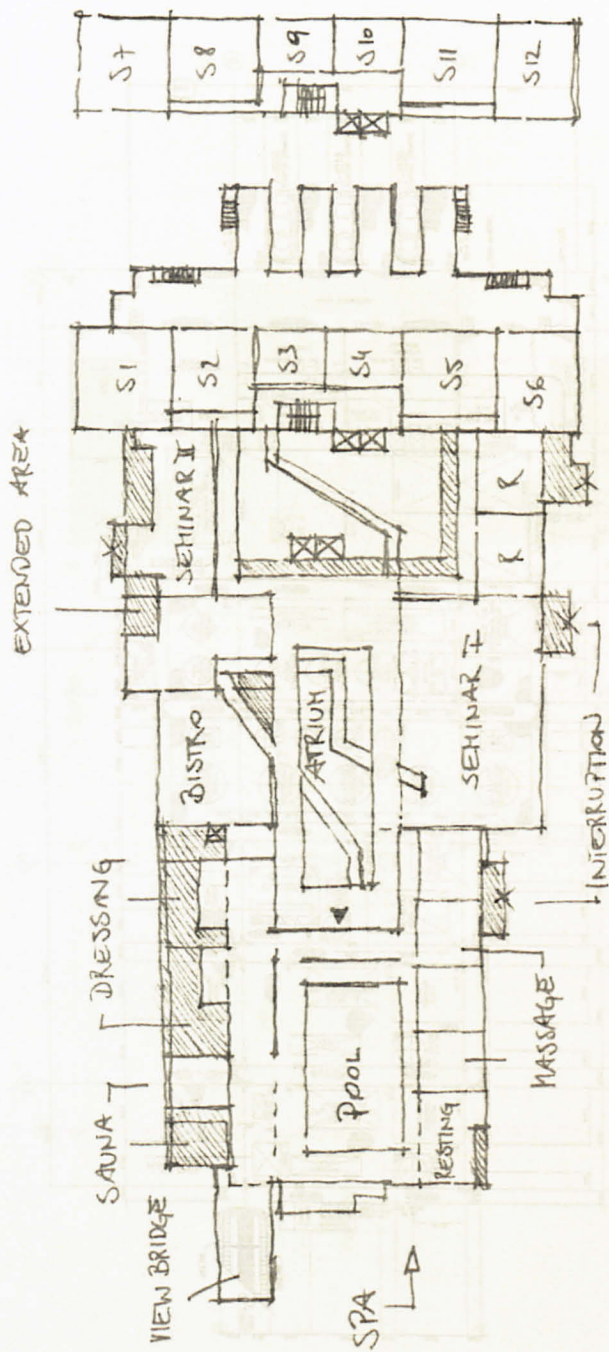 S7
S8
S9
S10
S11
S12
S1
S2
S3
S4
S5
S6
EXTENDED AREA
SEMINAR II
R
R
BISTRO
ATRIUM
SEMINAR I
INTERRUPTION
DRESSING
SAUNA
POOL
MASSAGE
RESTING
VIEW BRIDGE
SPA